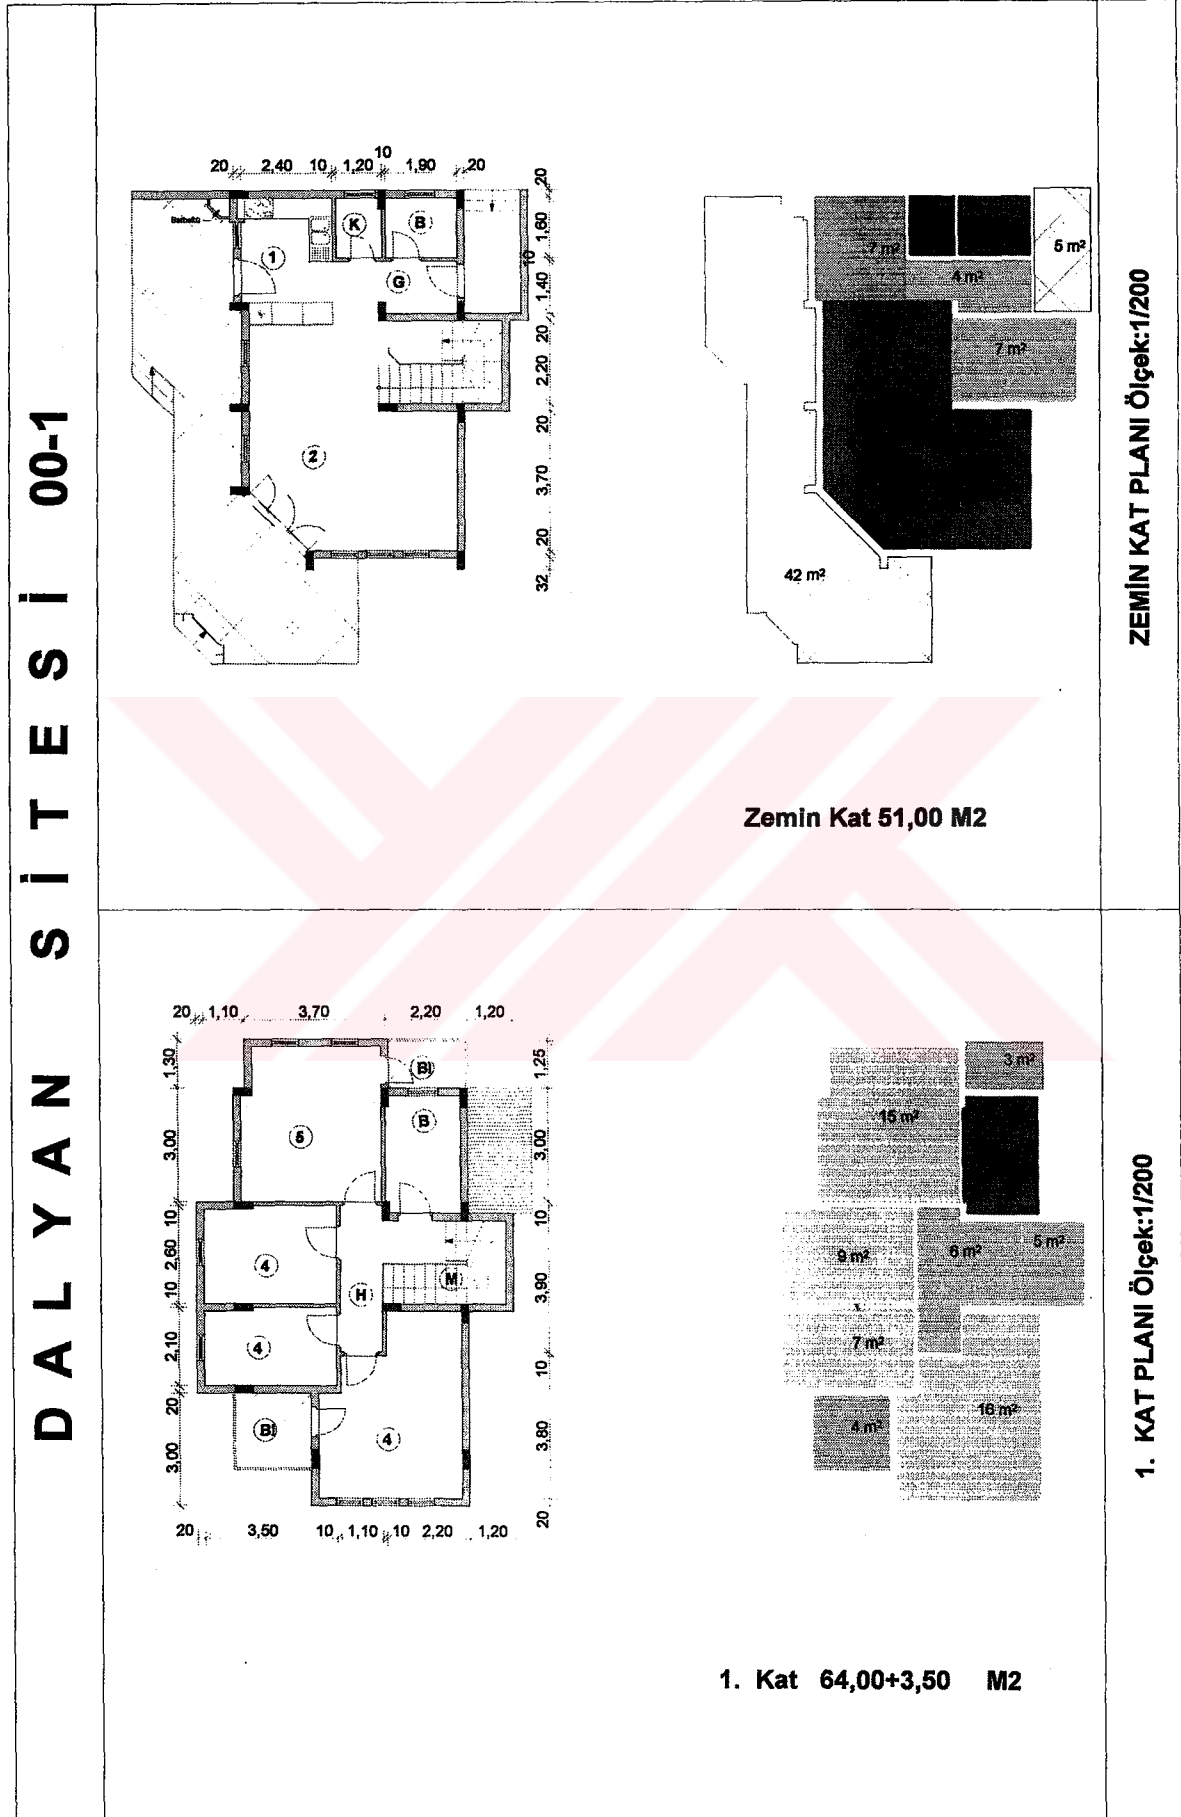 DALYAN SİTESİ 00-1
20 2,40 10 1,20 10 1,90 20
20 1,60 10 1,40 20 2,20 20 3,70 20 32
K
B
1
G
2
7 m²
5 m²
4 m²
7 m²
42 m²
ZEMİN KAT PLANI Ölçek:1/200
Zemin Kat 51,00 M2
20 1,10 3,70 2,20 1,20
1,30 3,00 10 2,60 10 2,10 20 3,00
1,25 3,00 10 3,90 10 3,80 20
Bl
B
5
4
M
H
4
Bl
4
20 3,50 10 1,10 10 2,20 1,20
3 m²
15 m²
9 m²
6 m²
5 m²
7 m²
16 m²
4 m²
1. KAT PLANI Ölçek:1/200
1. Kat 64,00+3,50 M2